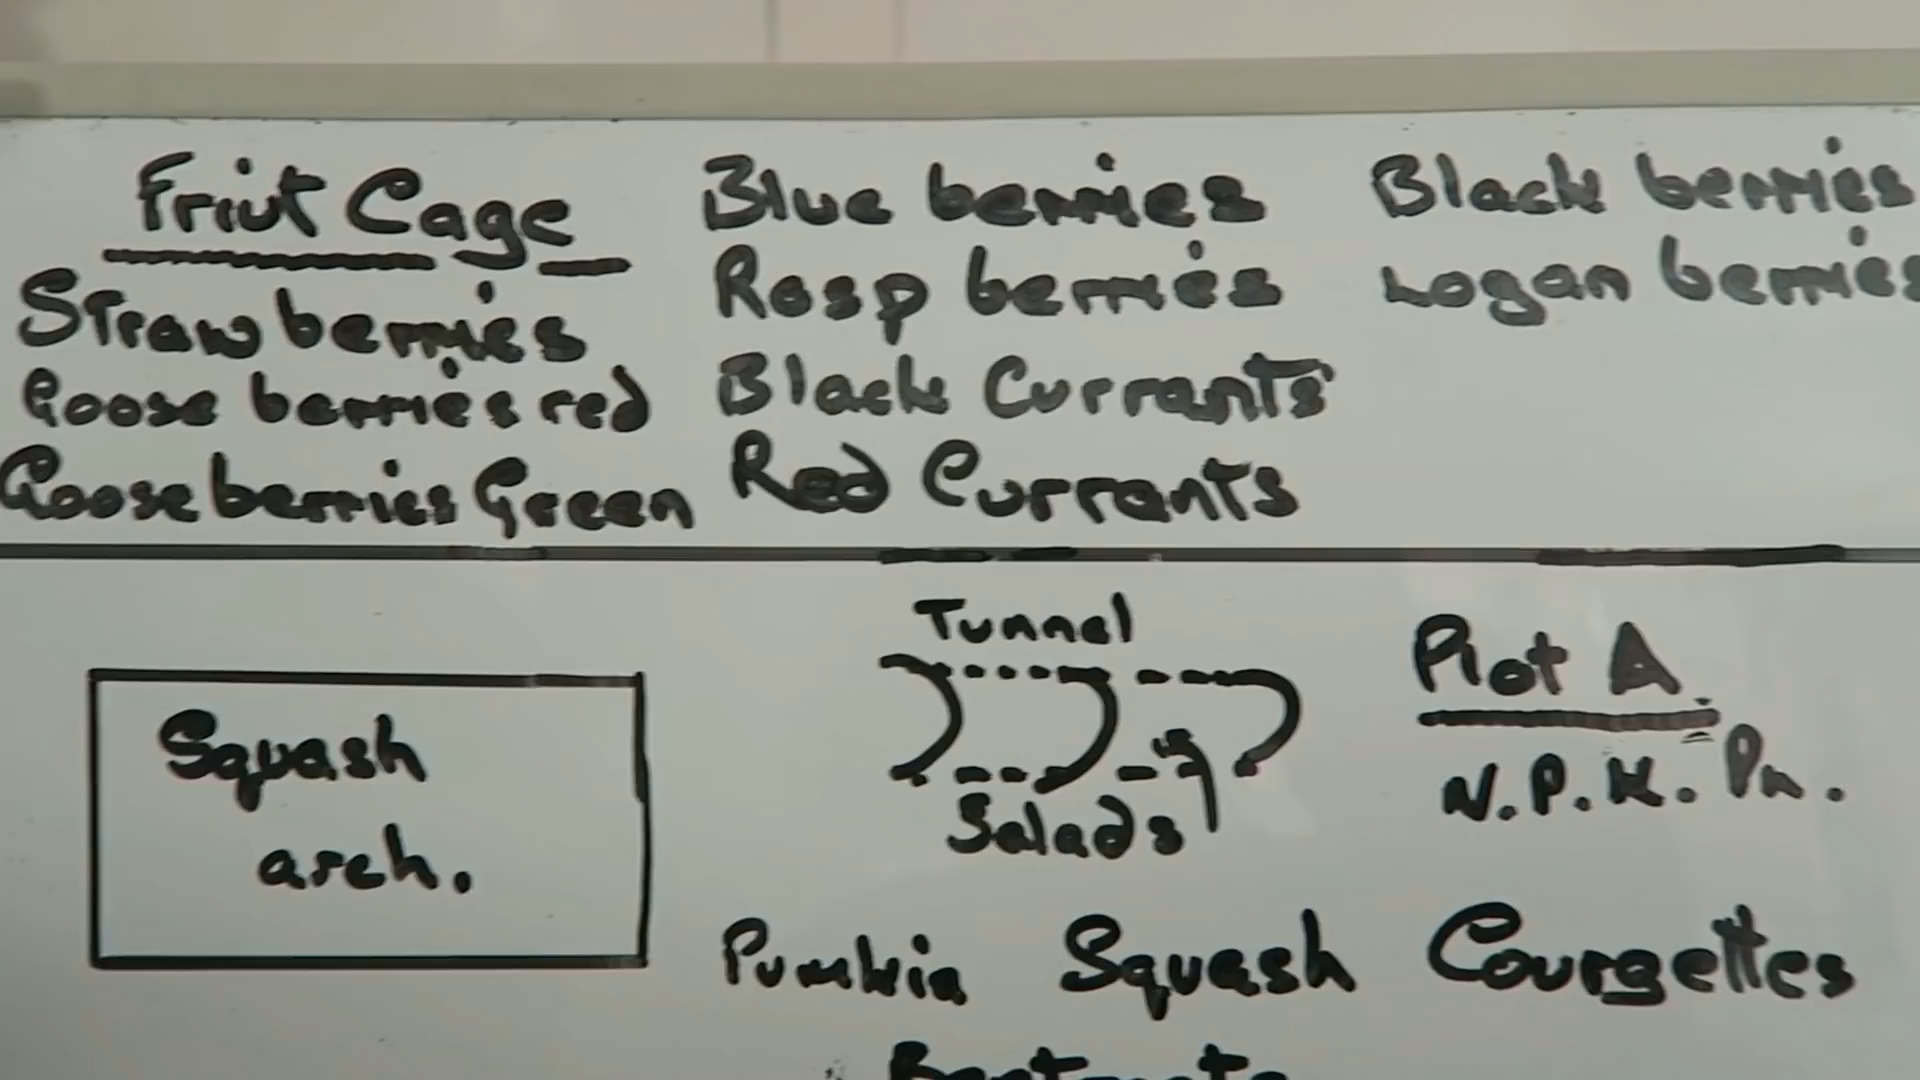 Friut Cage
Strawberries
Goose berries red
Gooseberries Green
Blue berries
Rasp berries
Black Currants
Red Currants
Black berries
Logan berries
Squash
arch.
Tunnel
Salads
Plot A.
N.P.K. Pn.
Pumkin Squash Courgettes